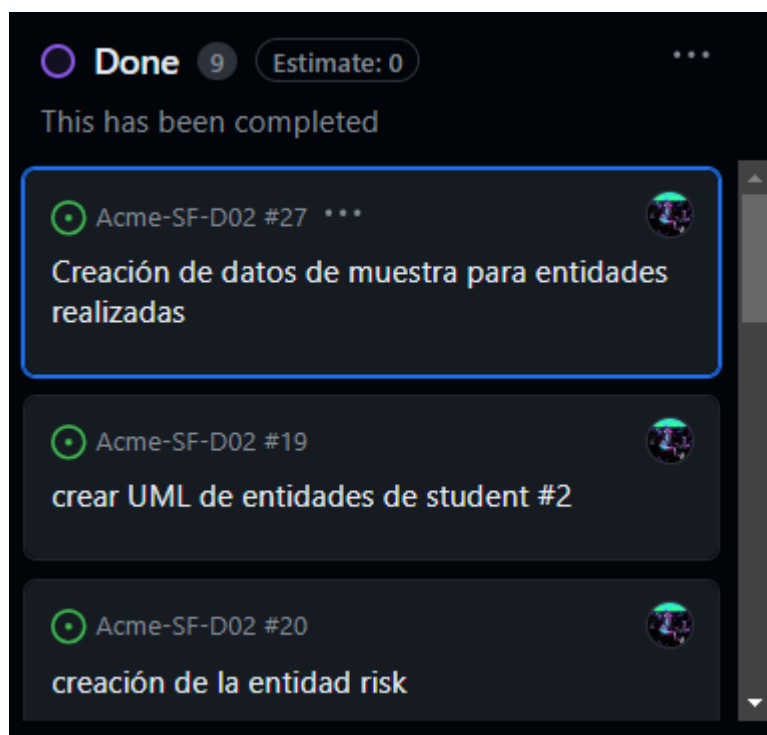 Done 9 Estimate: 0
This has been completed
Acme-SF-D02 #27
Creación de datos de muestra para entidades
realizadas
Acme-SF-D02 #19
crear UML de entidades de student #2
Acme-SF-D02 #20
creación de la entidad risk